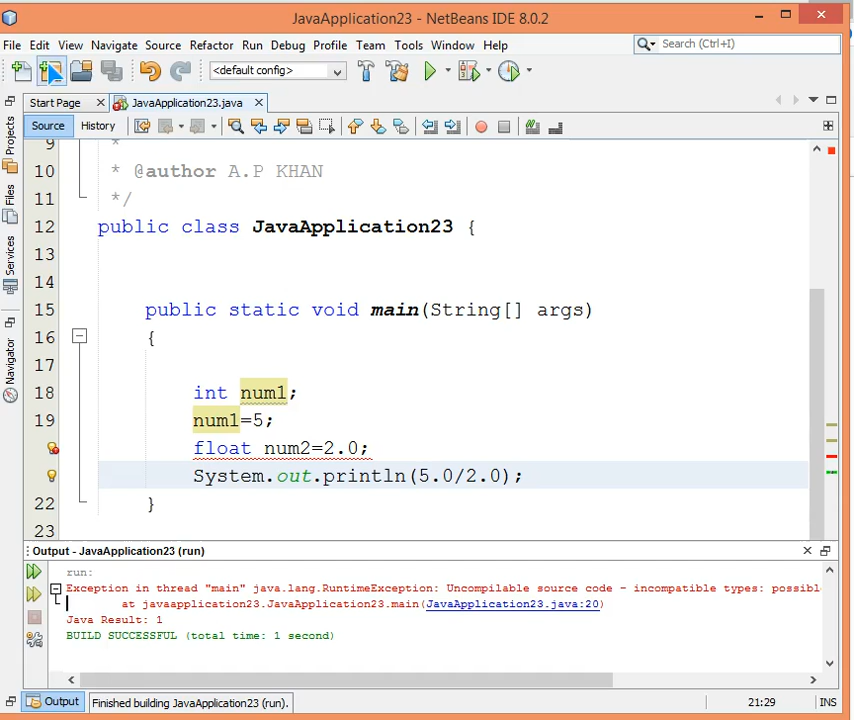 JavaApplication23 - NetBeans IDE 8.0.2
File Edit View Navigate Source Refactor Run Debug Profile Team Tools Window Help
Search (Ctrl+I)
<default config>
Start Page
JavaApplication23.java
Source History
Projects
Files
Services
Navigator
9 *
10 * @author A.P KHAN
11 */
12 public class JavaApplication23 {
13
14
15 public static void main(String[] args)
16 {
17
18 int num1;
19 num1=5;
float num2=2.0;
System.out.println(5.0/2.0);
22 }
23
Output - JavaApplication23 (run)
run:
Exception in thread "main" java.lang.RuntimeException: Uncompilable source code - incompatible types: possibl
at javaapplication23.JavaApplication23.main(JavaApplication23.java:20)
Java Result: 1
BUILD SUCCESSFUL (total time: 1 second)
Output
Finished building JavaApplication23 (run).
21:29
INS